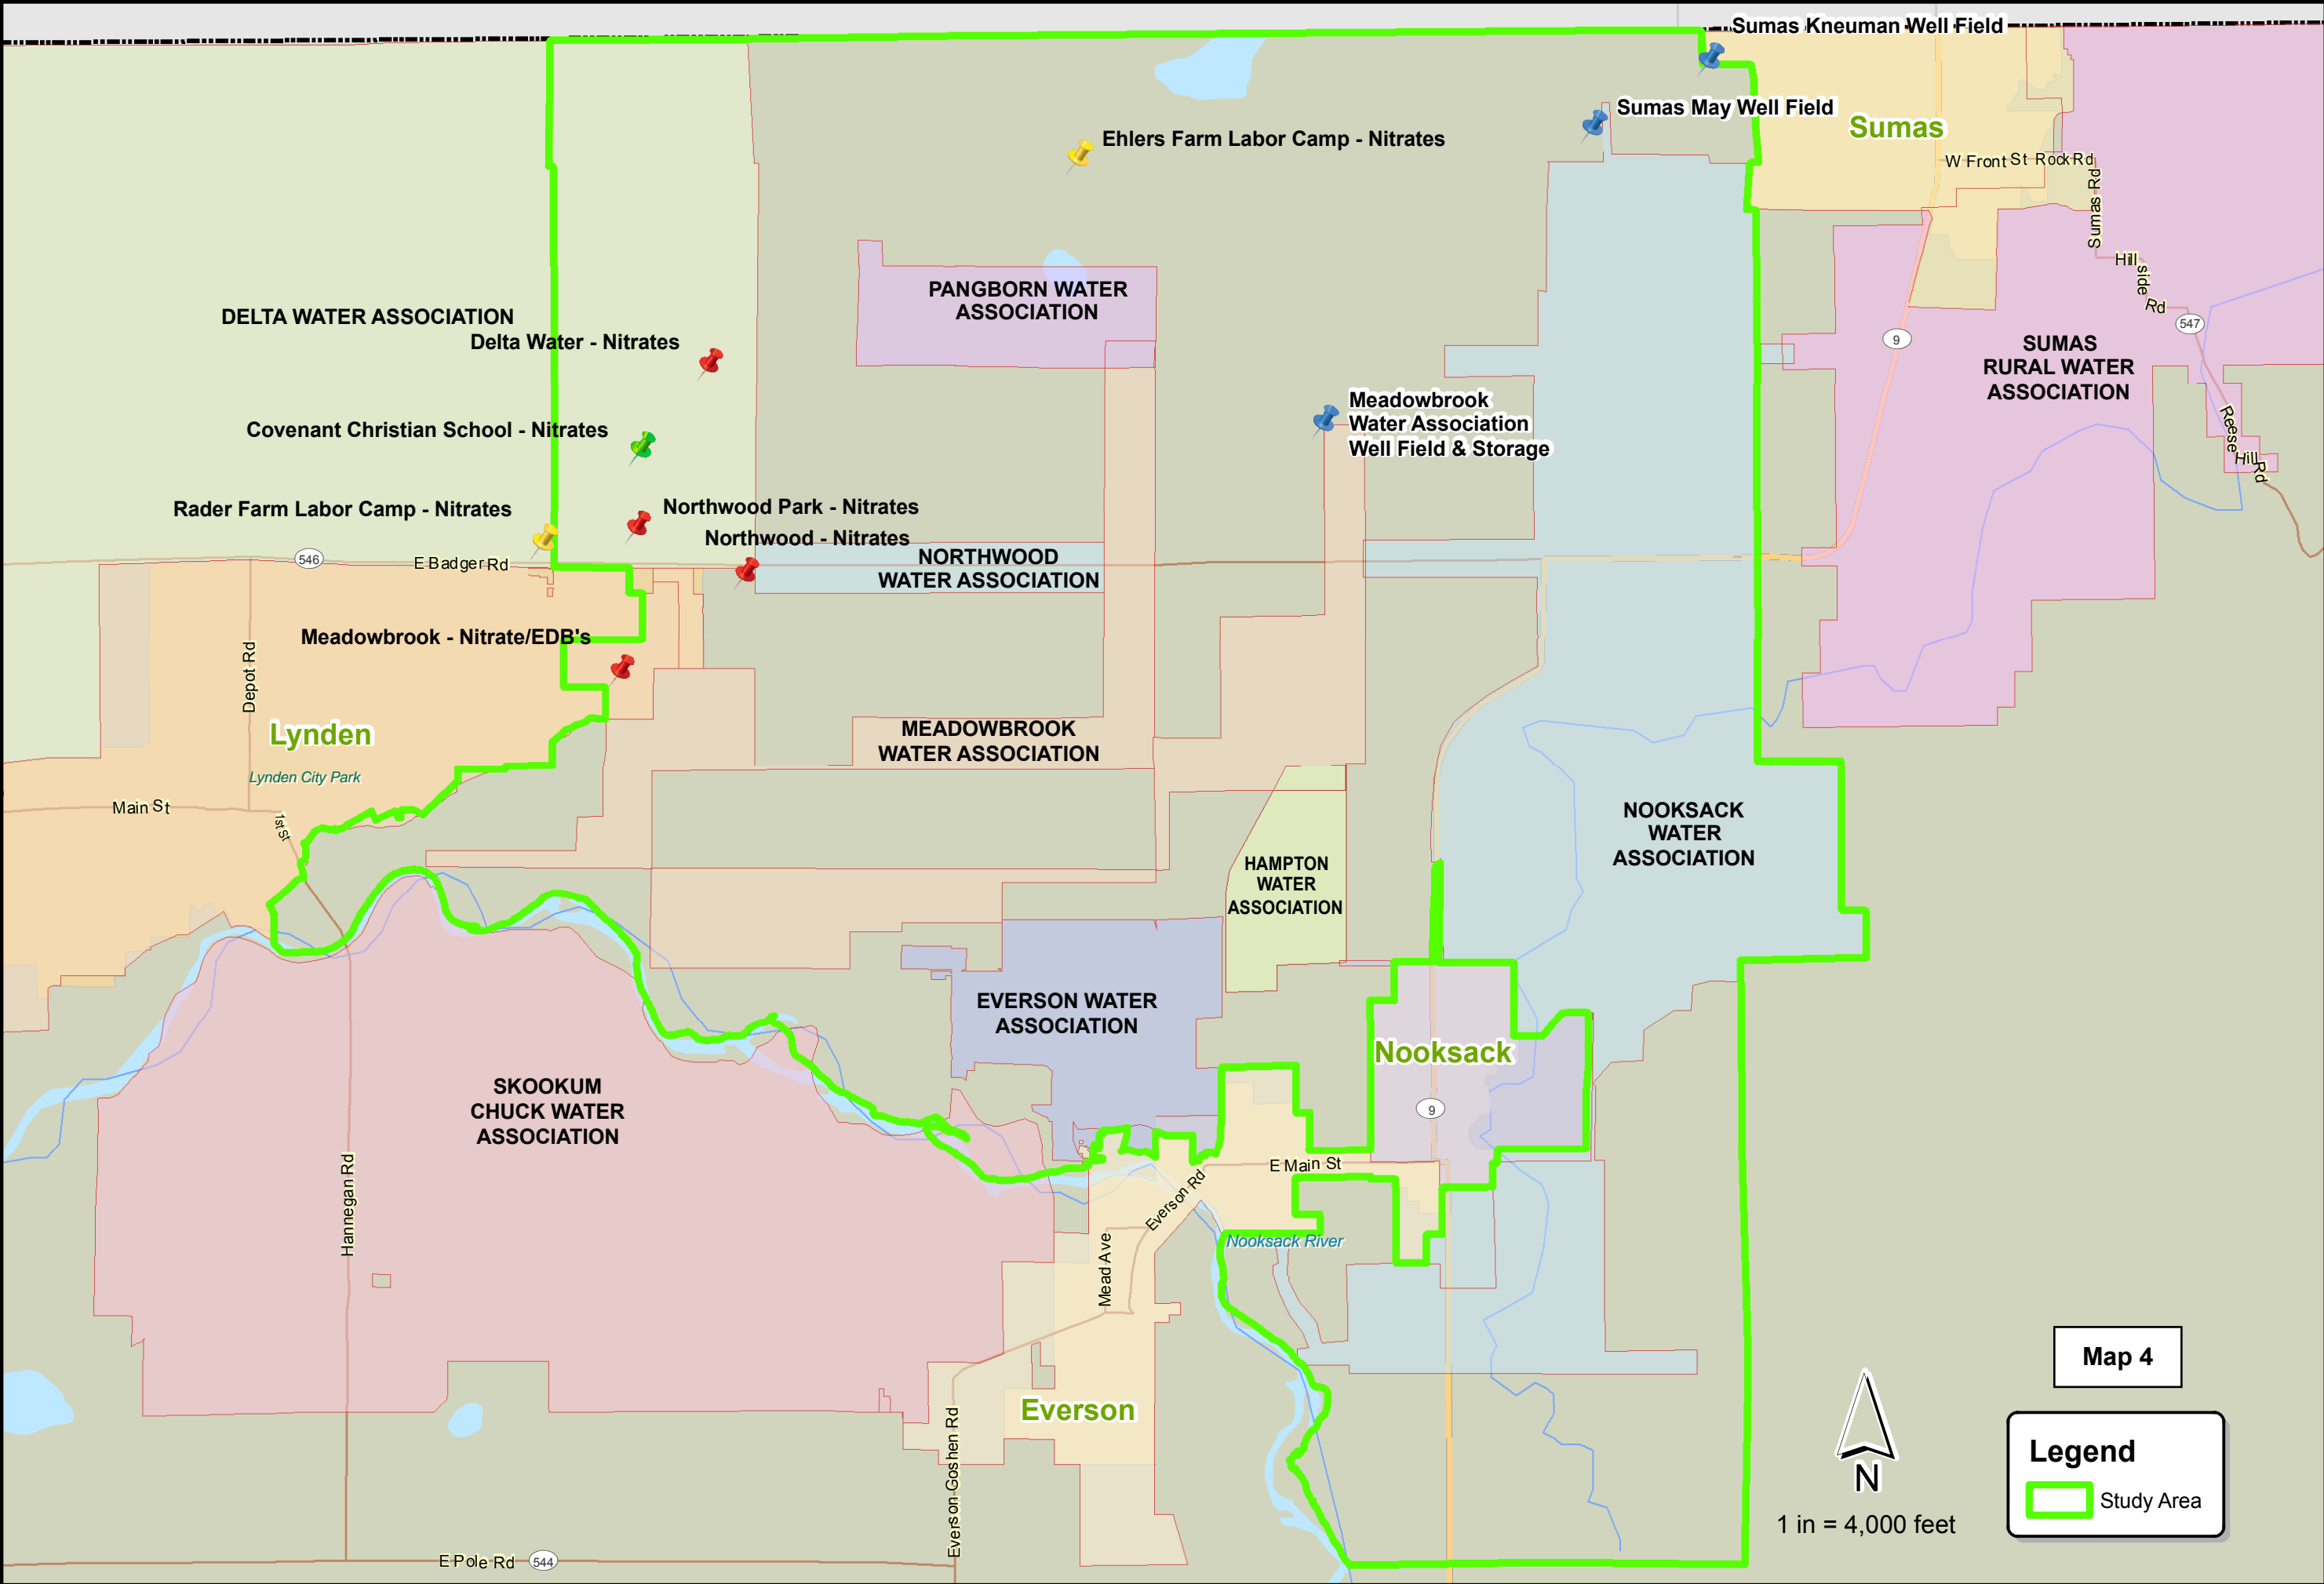 Sumas Kneuman Well Field
Sumas May Well Field
Sumas
Ehlers Farm Labor Camp - Nitrates
W Front St
Rock Rd
Sumas Rd
Hillside Rd
PANGBORN WATER
ASSOCIATION
DELTA WATER ASSOCIATION
Delta Water - Nitrates
547
9
SUMAS
RURAL WATER
ASSOCIATION
Meadowbrook
Water Association
Well Field & Storage
Reese Hill Rd
Covenant Christian School - Nitrates
Rader Farm Labor Camp - Nitrates
Northwood Park - Nitrates
Northwood - Nitrates
546
E Badger Rd
NORTHWOOD
WATER ASSOCIATION
Meadowbrook - Nitrate/EDB's
Depot Rd
Lynden
MEADOWBROOK
WATER ASSOCIATION
Lynden City Park
Main St
1st St
NOOKSACK
WATER
ASSOCIATION
HAMPTON
WATER
ASSOCIATION
EVERSON WATER
ASSOCIATION
Nooksack
9
SKOOKUM
CHUCK WATER
ASSOCIATION
E Main St
Everson Rd
Hannegan Rd
Mead Ave
Nooksack River
Everson
Everson Goshen Rd
E Pole Rd
544
Map 4
Legend
Study Area
N
1 in = 4,000 feet